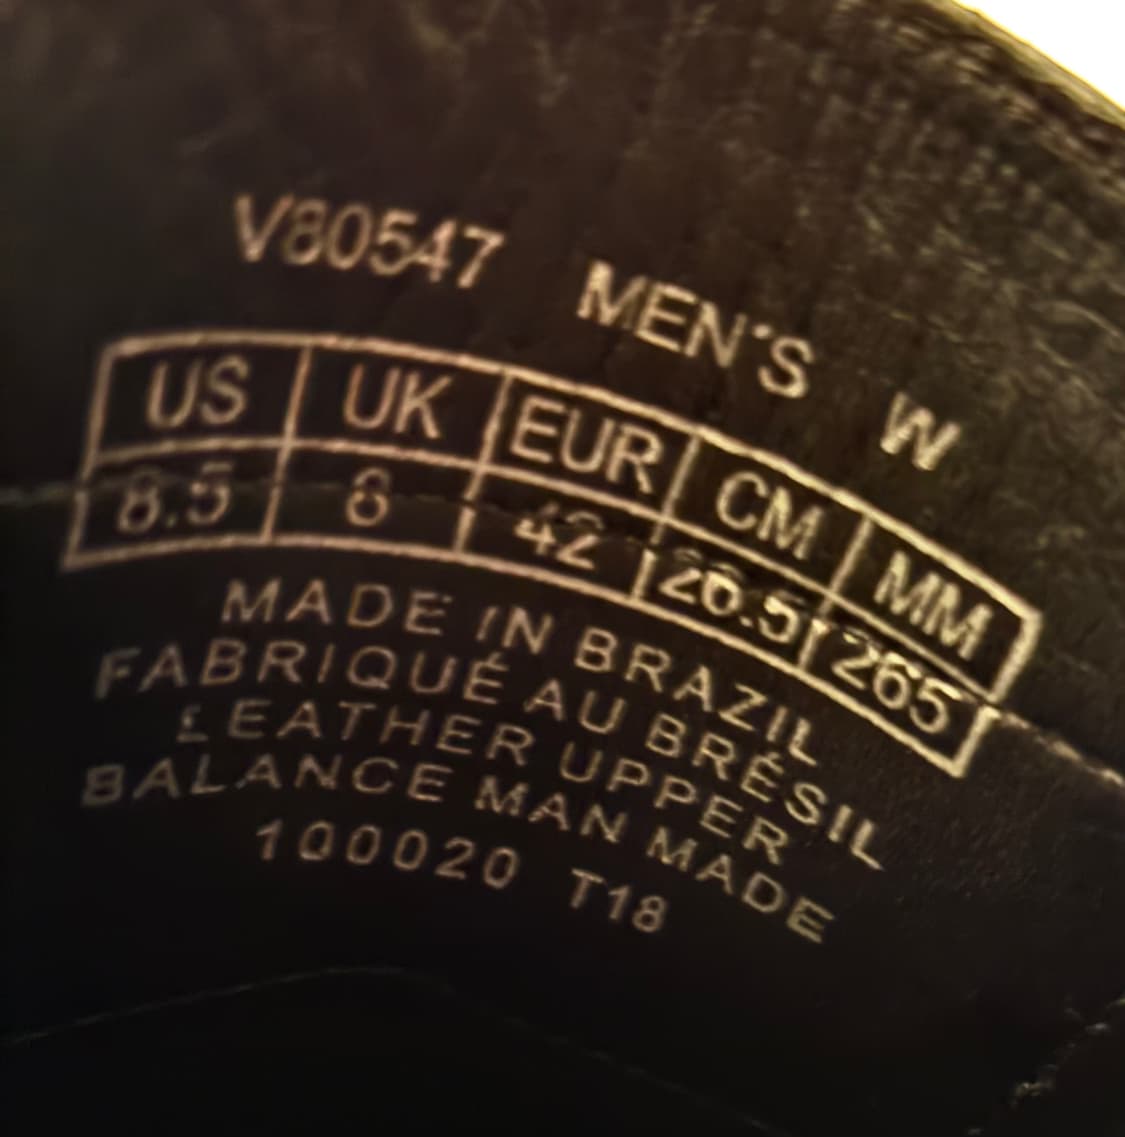 V80547 MEN'S W
US UK EUR CM MM
8.5 8 42 26.5 265
MADE IN BRAZIL
FABRIQUÉ AU BRÉSIL
LEATHER UPPER
BALANCE MAN MADE
100020 T18